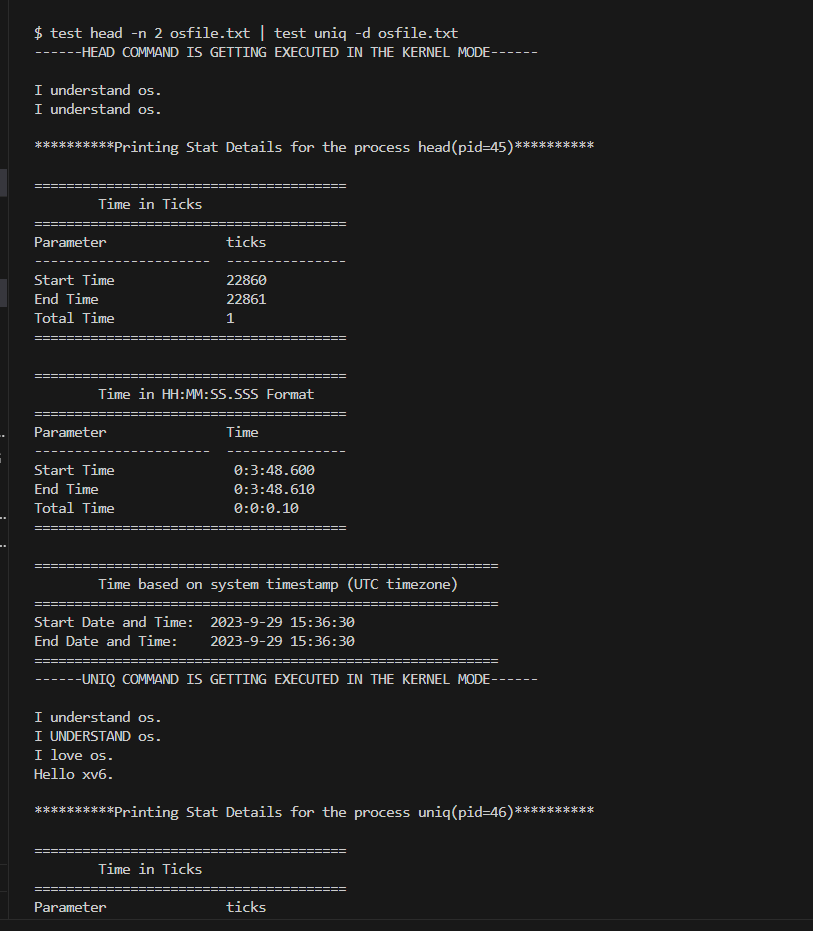 $ test head -n 2 osfile.txt | test uniq -d osfile.txt
------HEAD COMMAND IS GETTING EXECUTED IN THE KERNEL MODE------
I understand os.
I understand os.
**********Printing Stat Details for the process head(pid=45)**********
=======================================
        Time in Ticks
=======================================
Parameter               ticks
----------------------  ---------------
Start Time              22860
End Time                22861
Total Time              1
=======================================
=======================================
        Time in HH:MM:SS.SSS Format
=======================================
Parameter               Time
----------------------  ---------------
Start Time               0:3:48.600
End Time                 0:3:48.610
Total Time               0:0:0.10
=======================================
==========================================================
        Time based on system timestamp (UTC timezone)
==========================================================
Start Date and Time:  2023-9-29 15:36:30
End Date and Time:    2023-9-29 15:36:30
==========================================================
------UNIQ COMMAND IS GETTING EXECUTED IN THE KERNEL MODE------
I understand os.
I UNDERSTAND os.
I love os.
Hello xv6.
**********Printing Stat Details for the process uniq(pid=46)**********
=======================================
        Time in Ticks
=======================================
Parameter               ticks